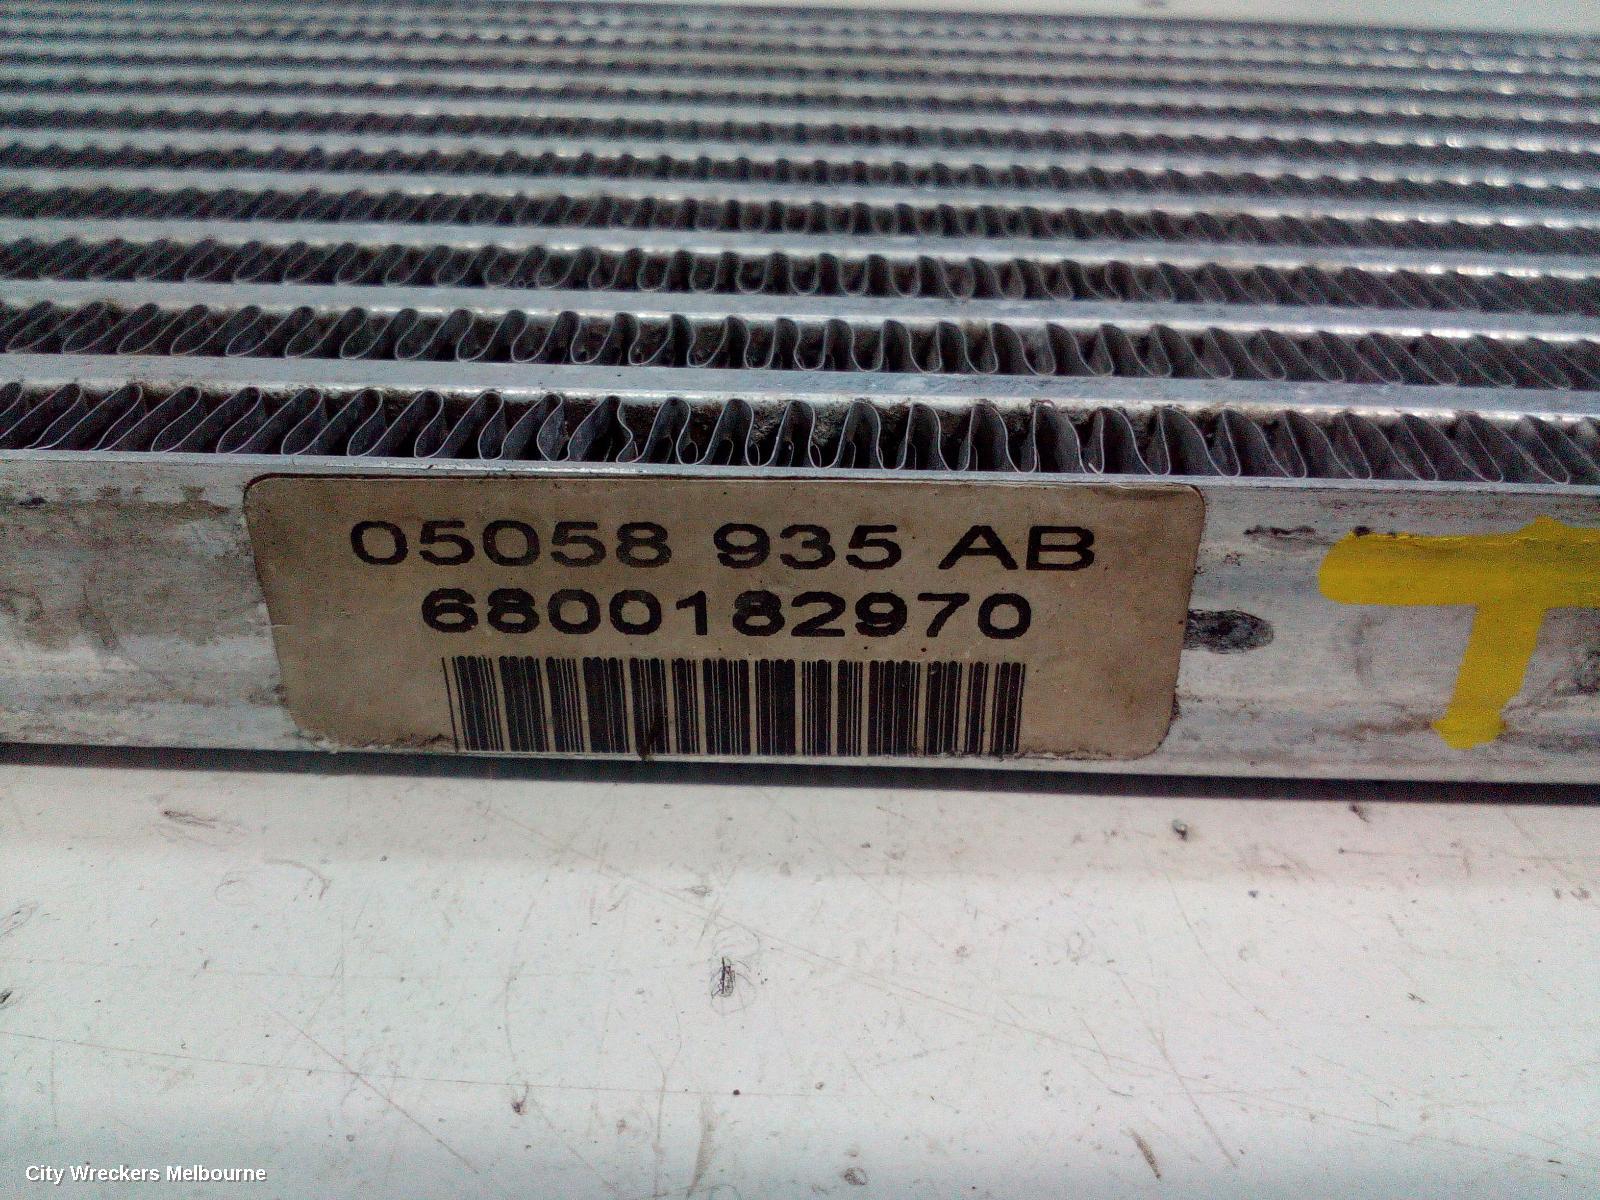 05058 935 AB
6800182970
T
City Wreckers Melbourne